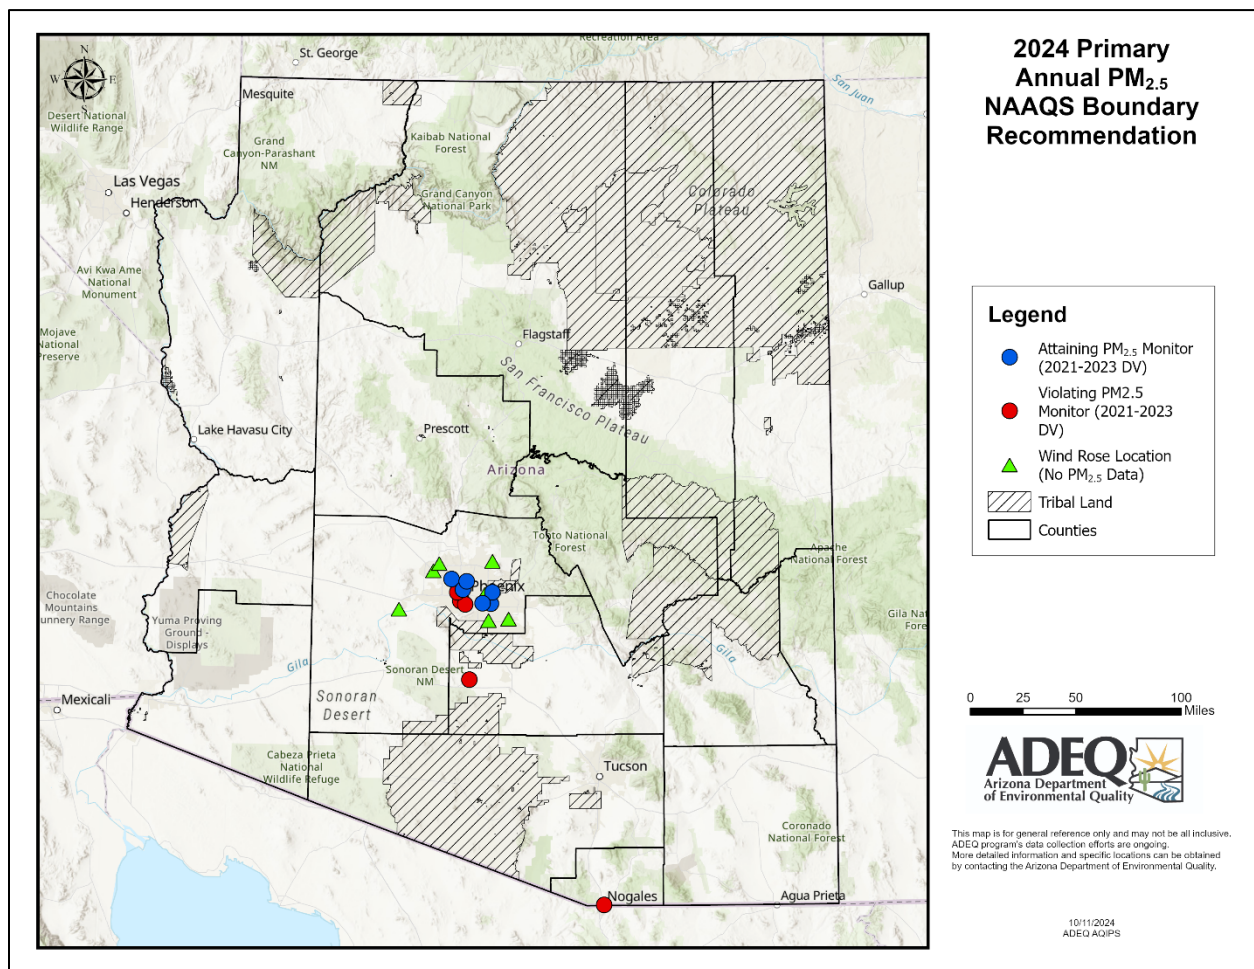 2024 Primary
Annual PM2.5
NAAQS Boundary
Recommendation
N
W
E
S
St. George
Recreation Area
San Juan
Mesquite
Desert National
Wildlife Range
Grand
Canyon-Parashant
NM
Kaibab National
Forest
Las Vegas
Henderson
Grand Canyon
National Park
Colorado
Plateau
Avi Kwa Ame
National
Monument
Gallup
Mojave
National
Preserve
Flagstaff
San Francisco Plateau
Lake Havasu City
Prescott
Arizona
Tonto National
Forest
Apache
National Forest
Phoenix
Chocolate
Mountains
Gunnery Range
Yuma Proving
Ground -
Displays
Gila
Gila
Sonoran Desert
NM
Sonoran
Desert
Mexicali
Cabeza Prieta
National
Wildlife Refuge
Tucson
Coronado
National Forest
Nogales
Agua Prieta
Legend
Attaining PM2.5 Monitor
(2021-2023 DV)
Violating PM2.5
Monitor (2021-2023
DV)
Wind Rose Location
(No PM2.5 Data)
Tribal Land
Counties
0 25 50 100
Miles
ADEQ
Arizona Department
of Environmental Quality
This map is for general reference only and may not be all inclusive.
ADEQ program's data collection efforts are ongoing.
More detailed information and specific locations can be obtained
by contacting the Arizona Department of Environmental Quality.
10/11/2024
ADEQ AQIPS